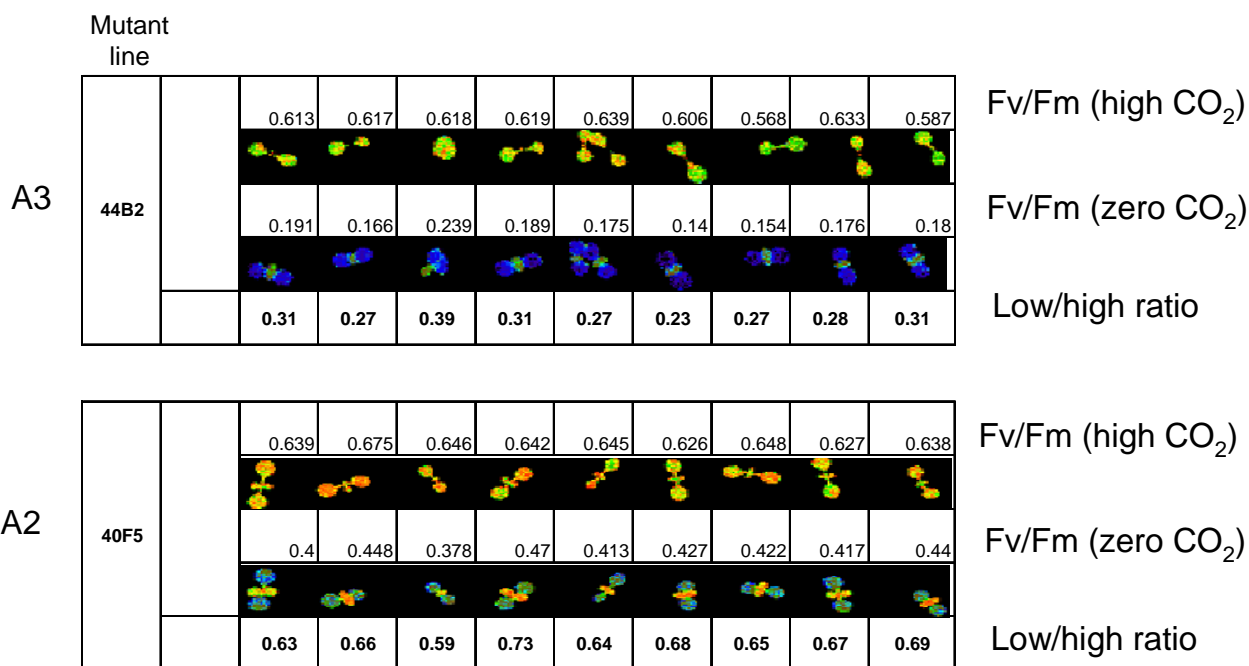 Mutant
line
0.613 0.617 0.618 0.619 0.639 0.606 0.568 0.633 0.587 Fv/Fm (high CO₂)
A3 44B2
0.191 0.166 0.239 0.189 0.175 0.14 0.154 0.176 0.18 Fv/Fm (zero CO₂)
0.31 0.27 0.39 0.31 0.27 0.23 0.27 0.28 0.31 Low/high ratio
0.639 0.675 0.646 0.642 0.645 0.626 0.648 0.627 0.638 Fv/Fm (high CO₂)
A2 40F5
0.4 0.448 0.378 0.47 0.413 0.427 0.422 0.417 0.44 Fv/Fm (zero CO₂)
0.63 0.66 0.59 0.73 0.64 0.68 0.65 0.67 0.69 Low/high ratio